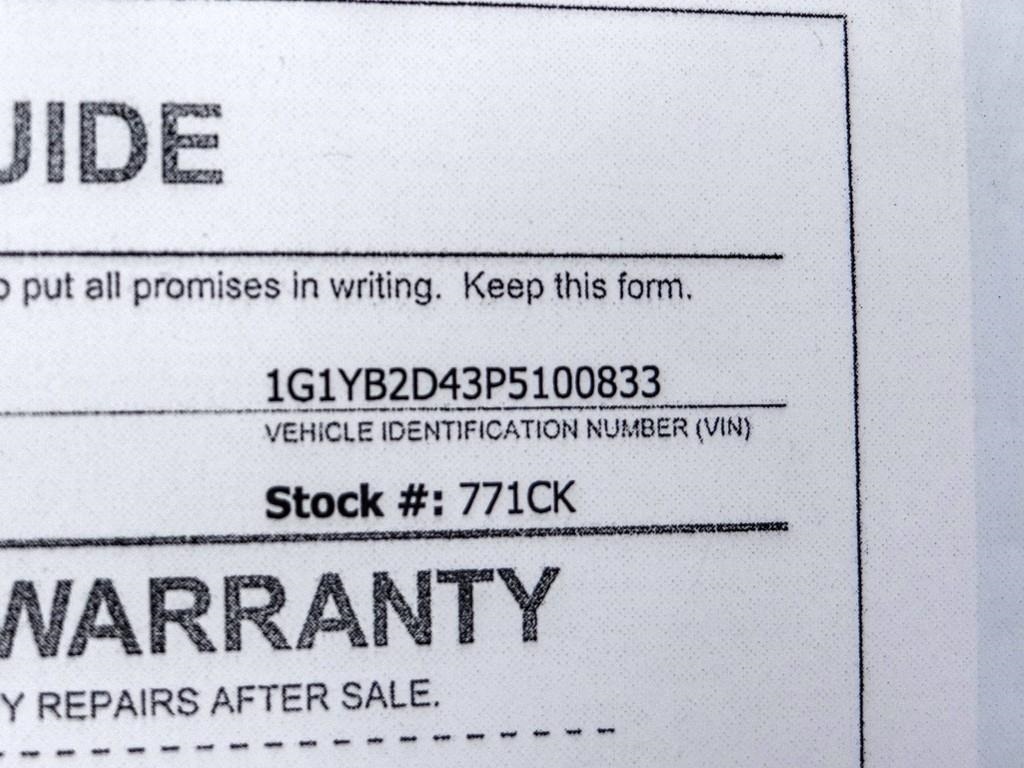 UIDE
o put all promises in writing. Keep this form.
1G1YB2D43P5100833
VEHICLE IDENTIFICATION NUMBER (VIN)
Stock #: 771CK
WARRANTY
Y REPAIRS AFTER SALE.